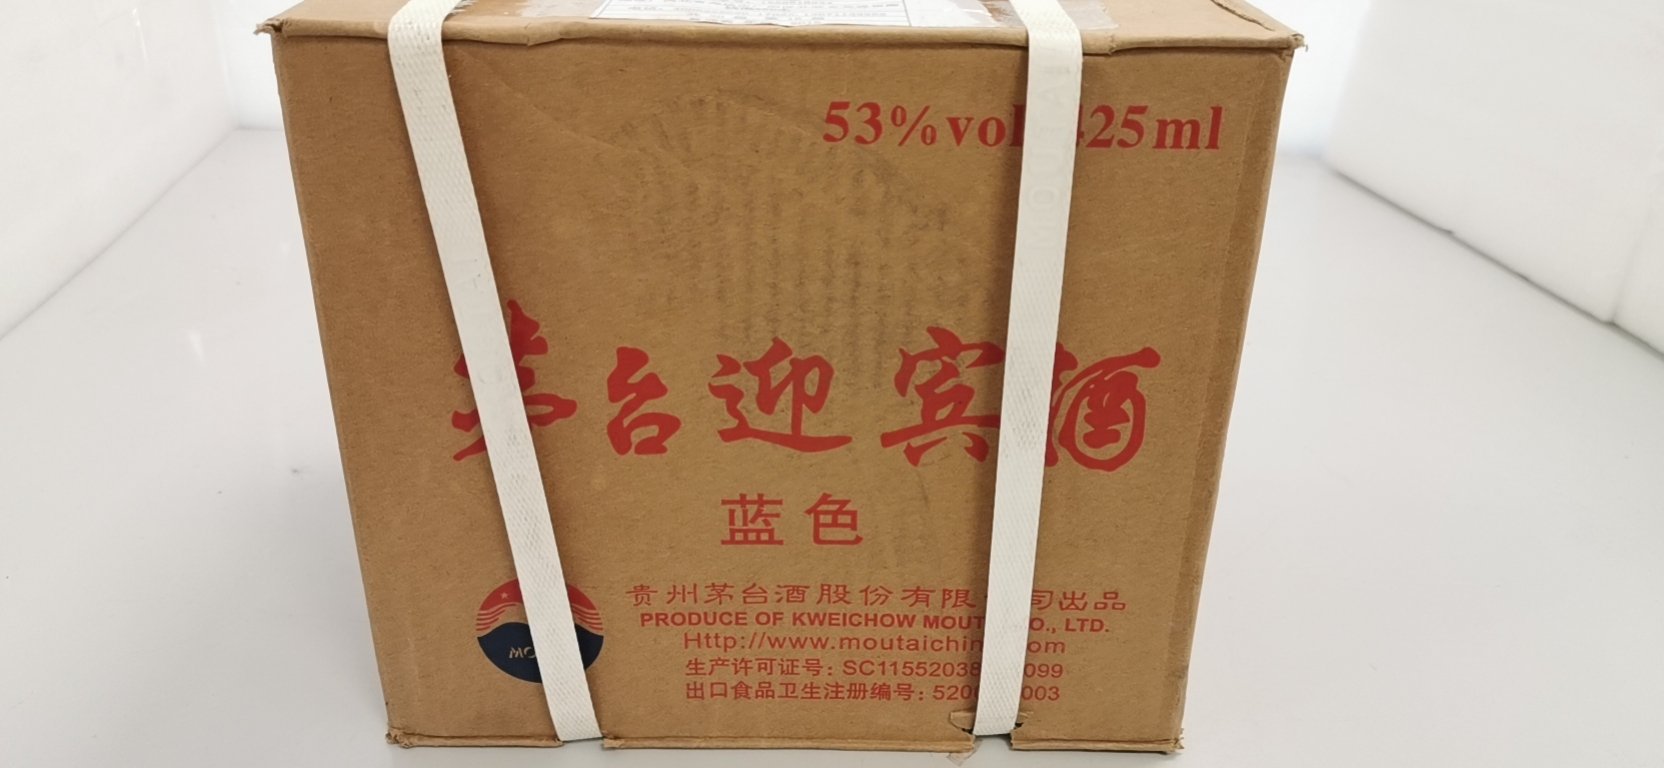 53%vol 425ml
茅台迎宾酒
蓝色
贵州茅台酒股份有限 司出品
PRODUCE OF KWEICHOW MOUT O., LTD.
Http://www.moutaichin om
生产许可证号: SC11552038 099
出口食品卫生注册编号: 520 003